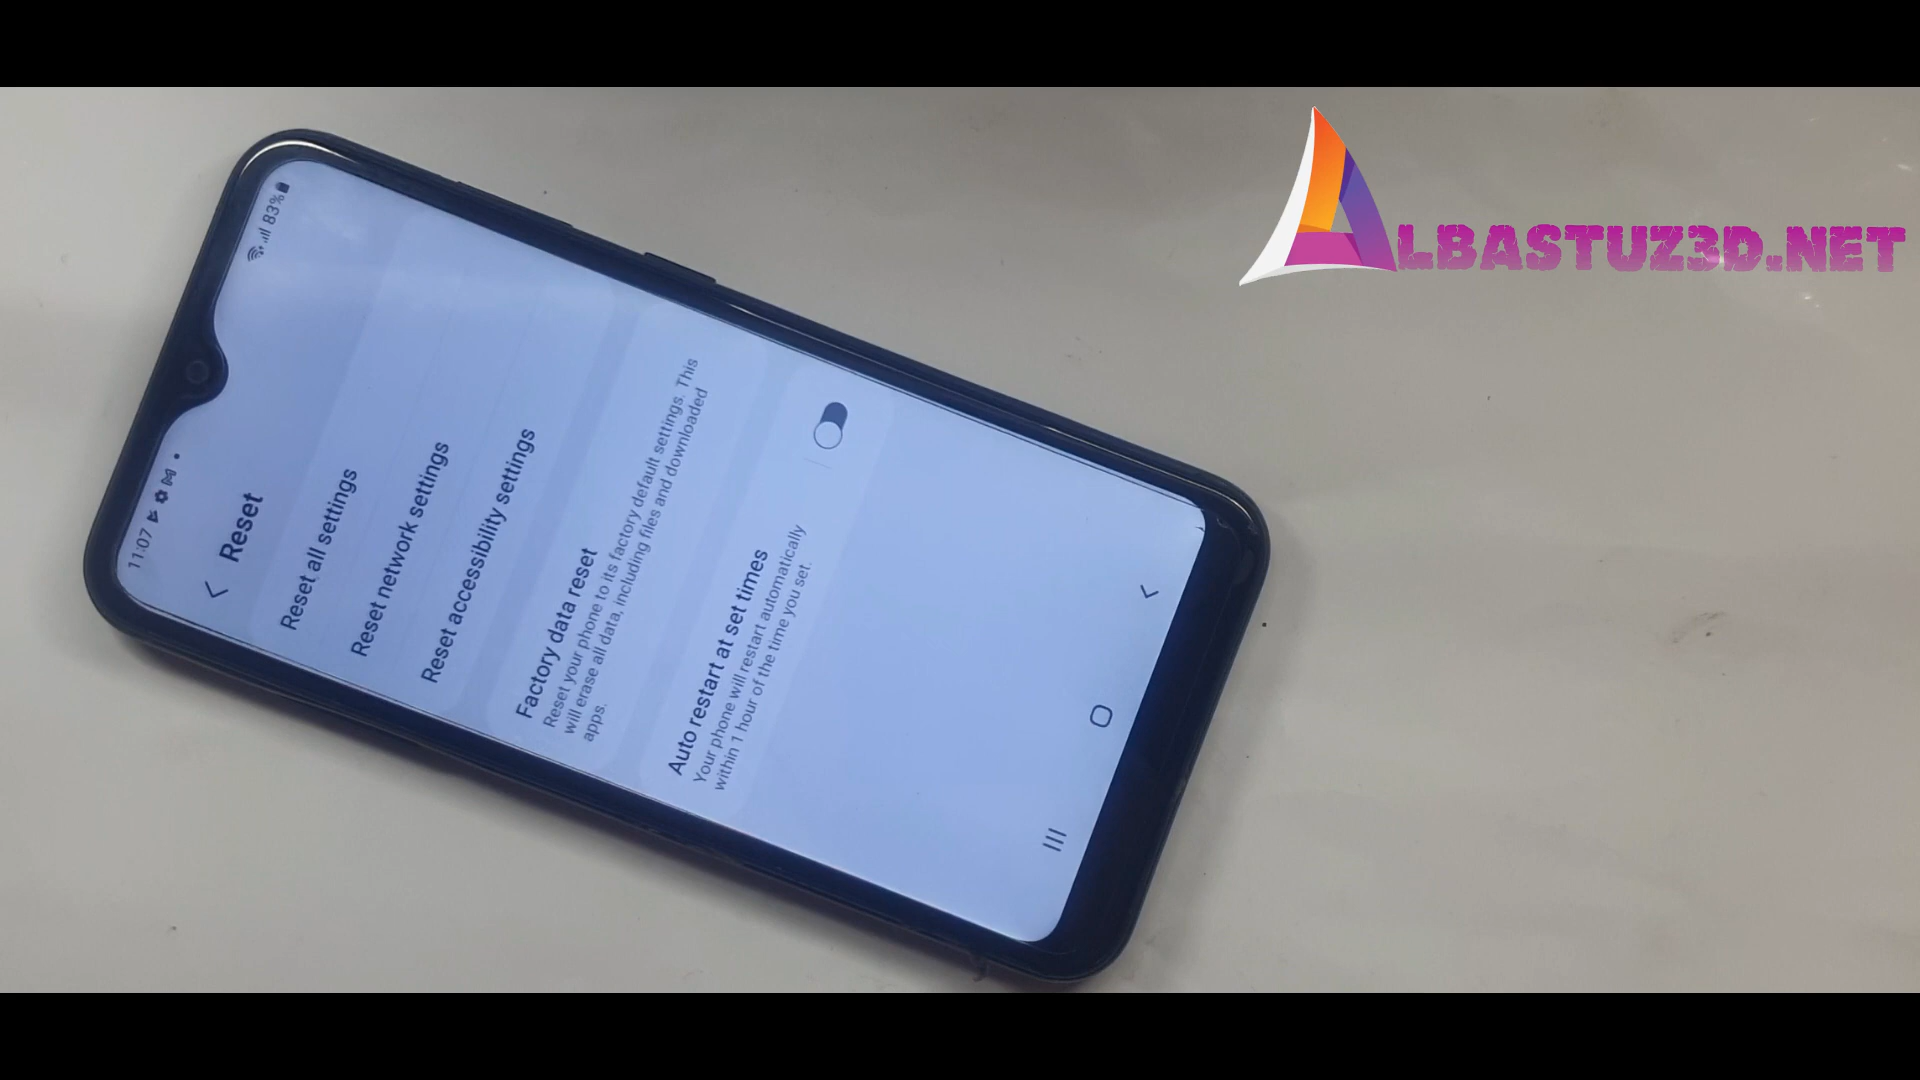 ALBASTUZ3D.NET
11:07
83%
Reset
Reset all settings
Reset network settings
Reset accessibility settings
Factory data reset
Reset your phone to its factory default settings. This
will erase all data, including files and downloaded
apps.
Auto restart at set times
Your phone will restart automatically
within 1 hour of the time you set.